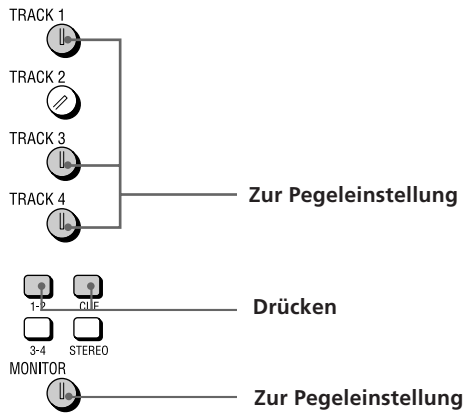 TRACK 1
TRACK 2
TRACK 3
TRACK 4
Zur Pegeleinstellung
1-2 CUE
Drücken
3-4 STEREO
MONITOR
Zur Pegeleinstellung